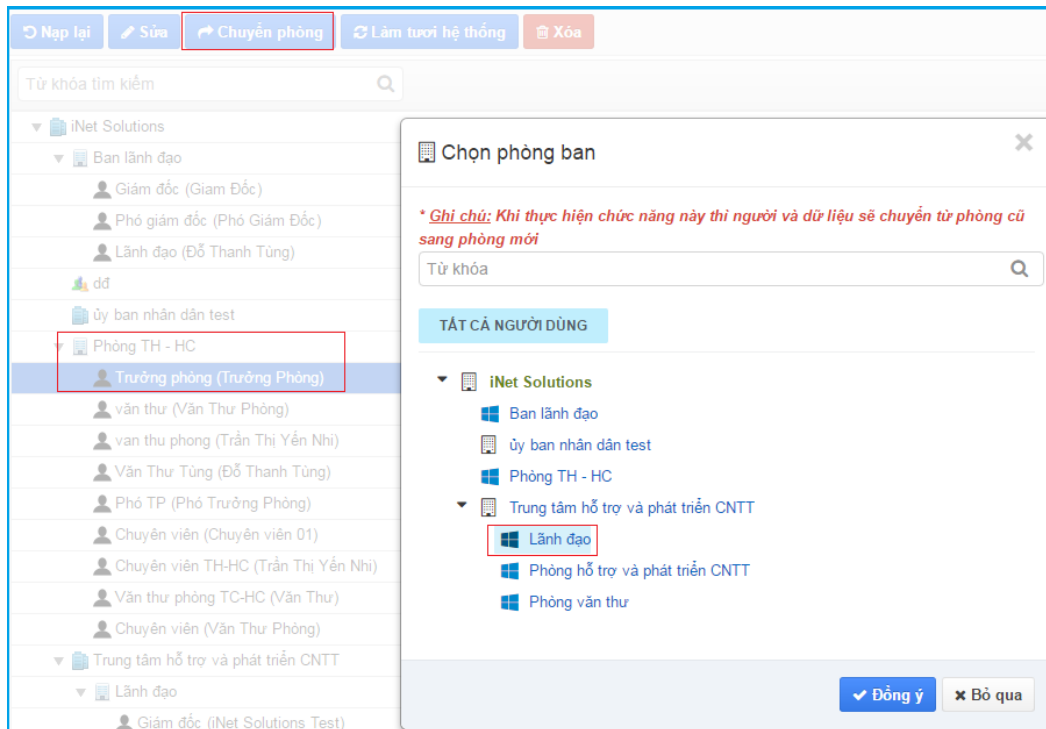 Nạp lại
Sửa
Chuyển phòng
Làm tươi hệ thống
Xóa
Từ khóa tìm kiếm
iNet Solutions
Ban lãnh đạo
Giám đốc (Giam Đốc)
Phó giám đốc (Phó Giám Đốc)
Lãnh đạo (Đỗ Thanh Tùng)
dđ
ủy ban nhân dân test
Phòng TH - HC
Trưởng phòng (Trưởng Phòng)
văn thư (Văn Thư Phòng)
van thu phong (Trần Thị Yến Nhi)
Văn Thư Tùng (Đỗ Thanh Tùng)
Phó TP (Phó Trưởng Phòng)
Chuyên viên (Chuyên viên 01)
Chuyên viên TH-HC (Trần Thị Yến Nhi)
Văn thư phòng TC-HC (Văn Thư)
Chuyên viên (Văn Thư Phòng)
Trung tâm hỗ trợ và phát triển CNTT
Lãnh đạo
Giám đốc (iNet Solutions Test)
Chọn phòng ban
* Ghi chú: Khi thực hiện chức năng này thì người và dữ liệu sẽ chuyển từ phòng cũ
sang phòng mới
Từ khóa
TẤT CẢ NGƯỜI DÙNG
iNet Solutions
Ban lãnh đạo
ủy ban nhân dân test
Phòng TH - HC
Trung tâm hỗ trợ và phát triển CNTT
Lãnh đạo
Phòng hỗ trợ và phát triển CNTT
Phòng văn thư
Đồng ý
Bỏ qua